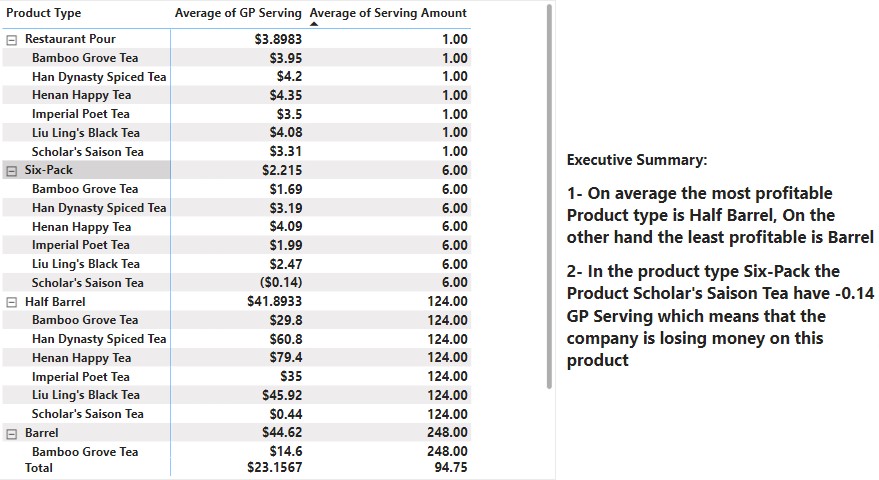 Product Type Average of GP Serving Average of Serving Amount
Restaurant Pour $3.8983 1.00
Bamboo Grove Tea $3.95 1.00
Han Dynasty Spiced Tea $4.2 1.00
Henan Happy Tea $4.35 1.00
Imperial Poet Tea $3.5 1.00
Liu Ling's Black Tea $4.08 1.00
Scholar's Saison Tea $3.31 1.00
Six-Pack $2.215 6.00
Bamboo Grove Tea $1.69 6.00
Han Dynasty Spiced Tea $3.19 6.00
Henan Happy Tea $4.09 6.00
Imperial Poet Tea $1.99 6.00
Liu Ling's Black Tea $2.47 6.00
Scholar's Saison Tea ($0.14) 6.00
Half Barrel $41.8933 124.00
Bamboo Grove Tea $29.8 124.00
Han Dynasty Spiced Tea $60.8 124.00
Henan Happy Tea $79.4 124.00
Imperial Poet Tea $35 124.00
Liu Ling's Black Tea $45.92 124.00
Scholar's Saison Tea $0.44 124.00
Barrel $44.62 248.00
Bamboo Grove Tea $14.6 248.00
Total $23.1567 94.75
Executive Summary:
1- On average the most profitable
Product type is Half Barrel, On the
other hand the least profitable is Barrel
2- In the product type Six-Pack the
Product Scholar's Saison Tea have -0.14
GP Serving which means that the
company is losing money on this
product